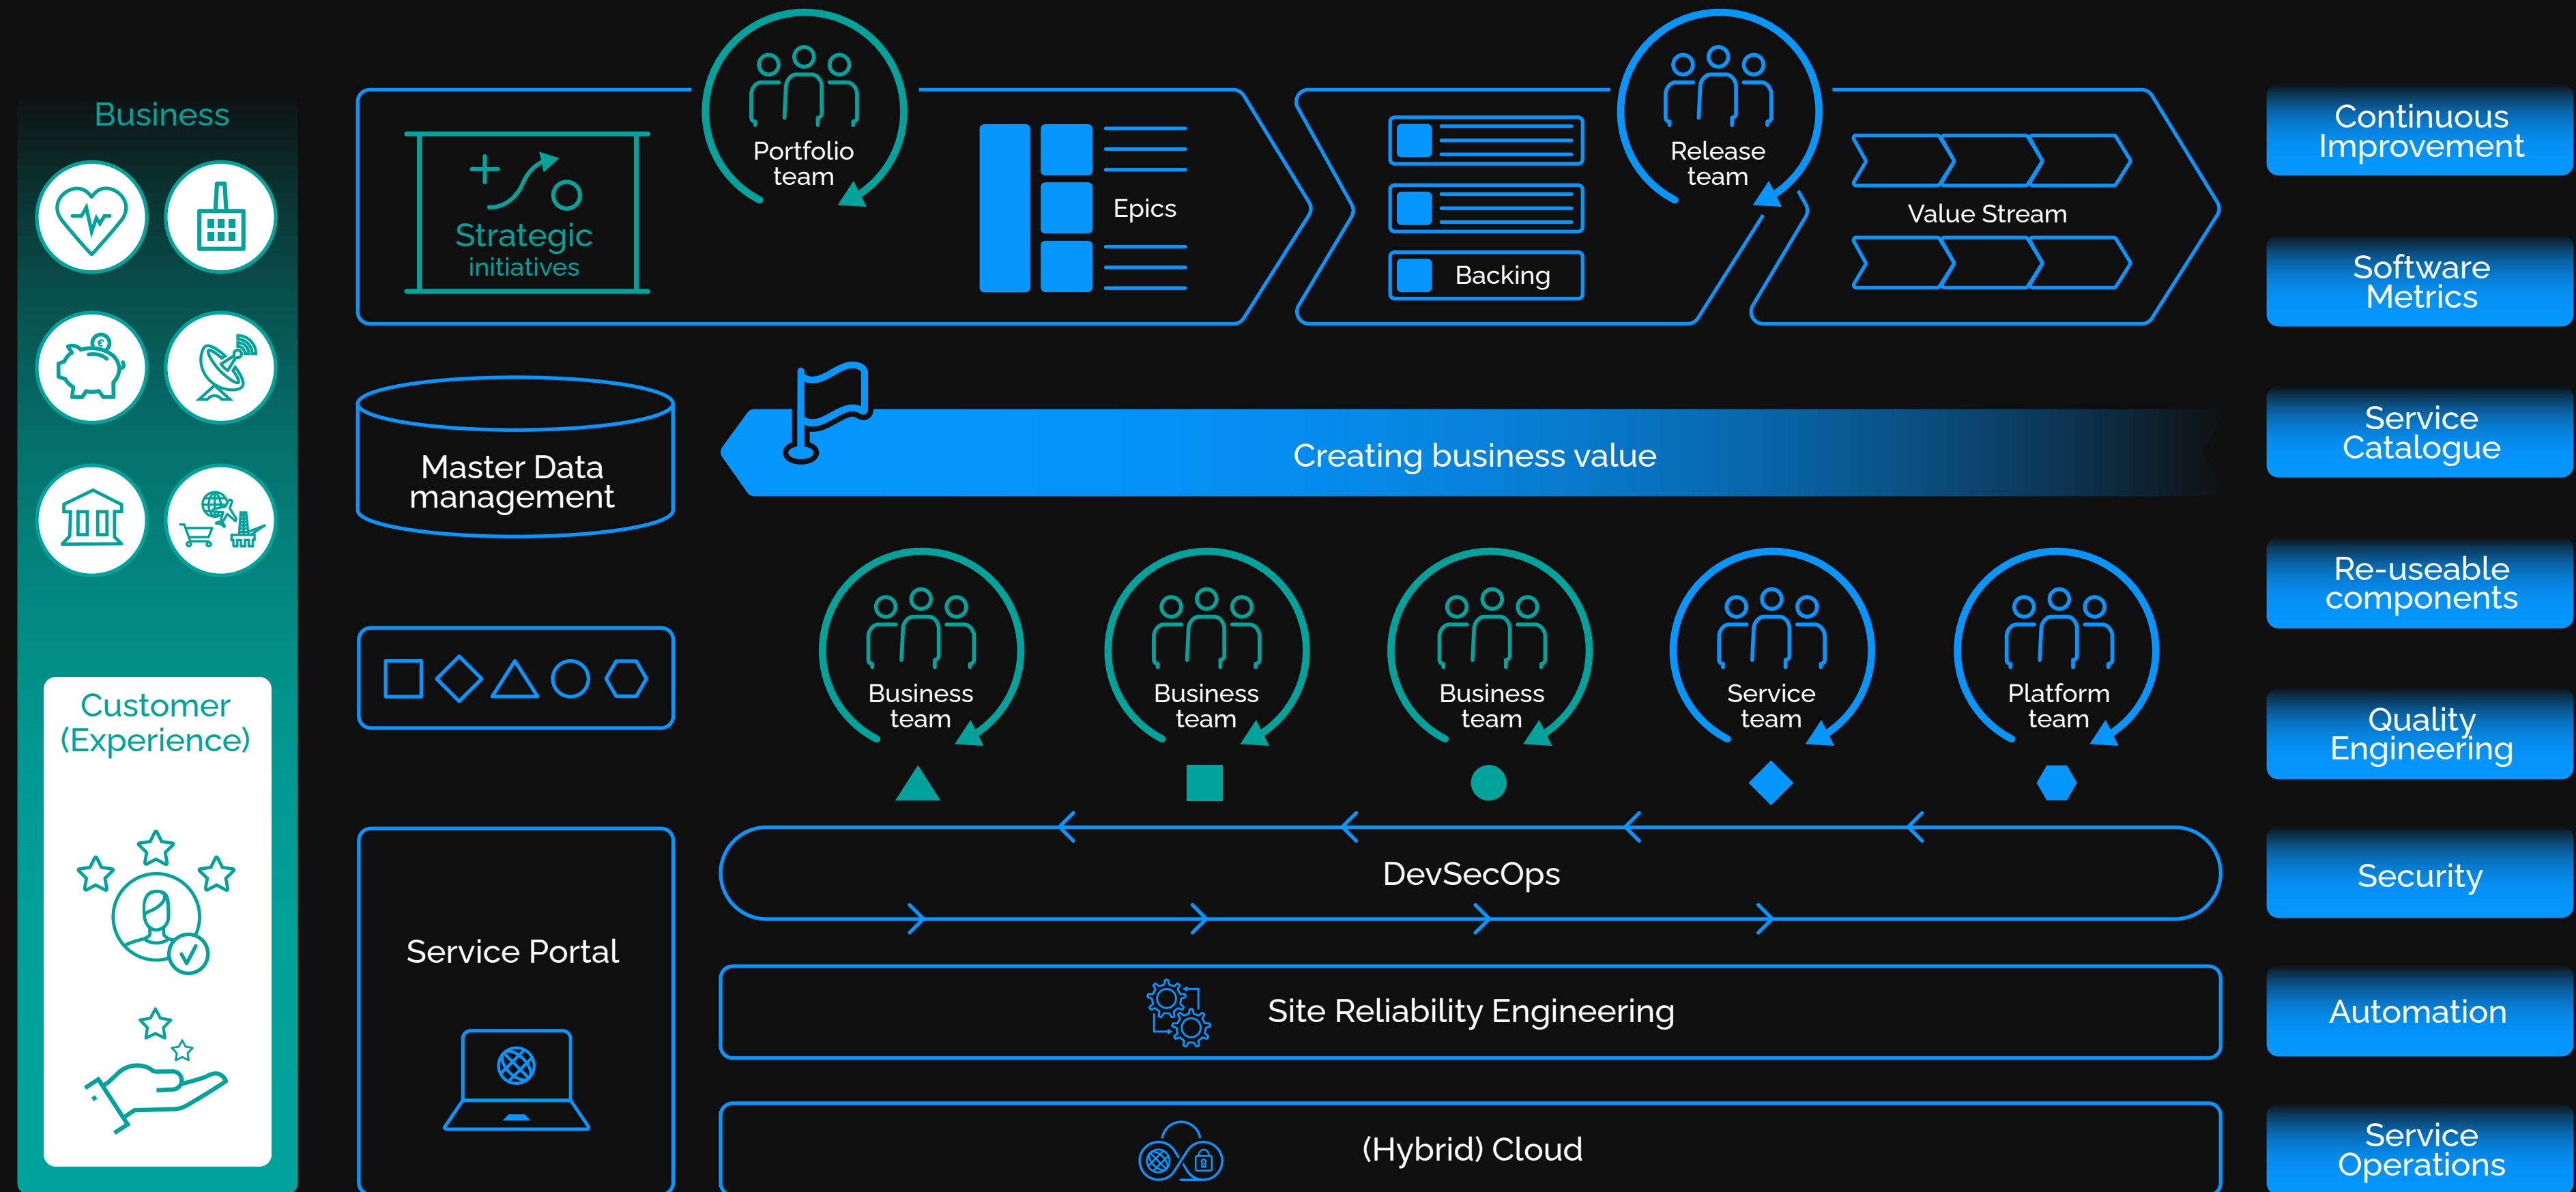 Business
Customer
(Experience)
Strategic
initiatives
Portfolio
team
Epics
Backing
Release
team
Value Stream
Master Data
management
Creating business value
Business
team
Business
team
Business
team
Service
team
Platform
team
Service Portal
DevSecOps
Site Reliability Engineering
(Hybrid) Cloud
Continuous
Improvement
Software
Metrics
Service
Catalogue
Re-useable
components
Quality
Engineering
Security
Automation
Service
Operations